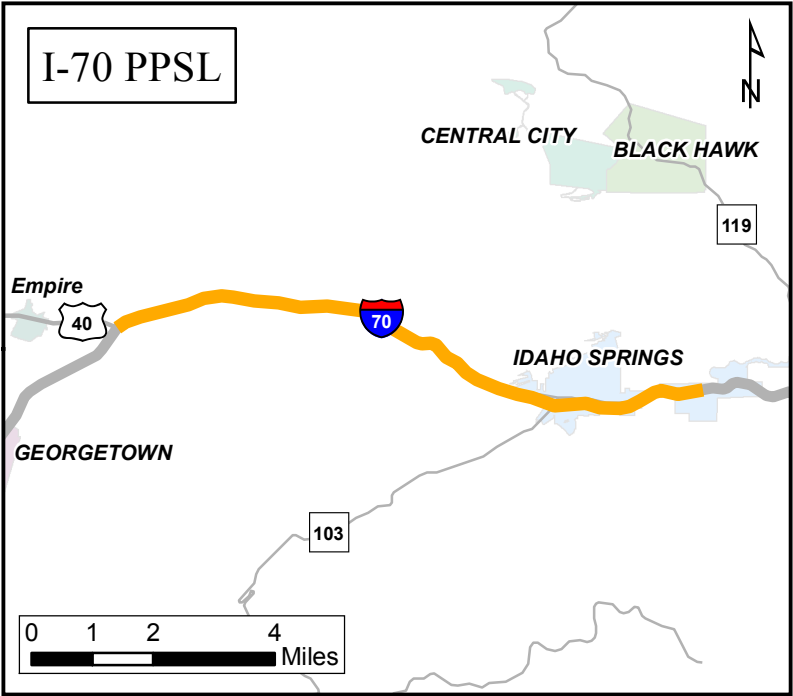 I-70 PPSL
N
CENTRAL CITY
BLACK HAWK
119
Empire
40
70
IDAHO SPRINGS
GEORGETOWN
103
0 1 2 4
Miles